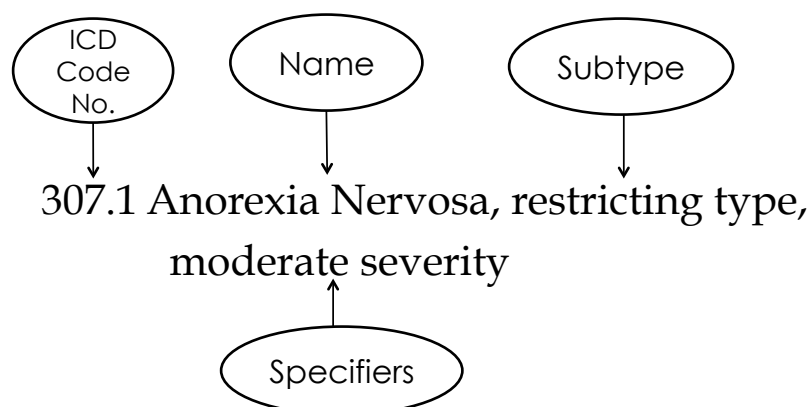 ICD
Code
No.
Name
Subtype
307.1 Anorexia Nervosa, restricting type,
moderate severity
Specifiers